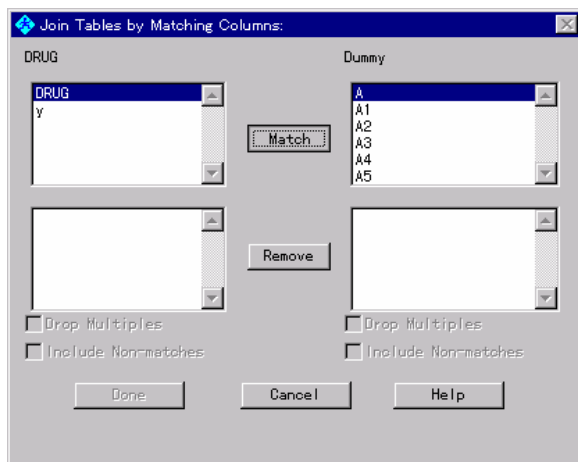 Join Tables by Matching Columns:
DRUG
Dummy
DRUG
y
Match
A
A1
A2
A3
A4
A5
Remove
Drop Multiples
Include Non-matches
Drop Multiples
Include Non-matches
Done
Cancel
Help